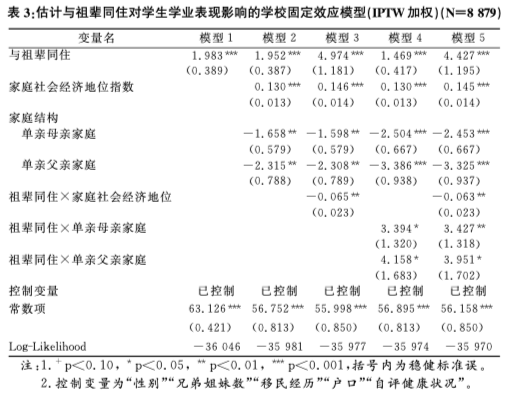 表 3:估计与祖辈同住对学生学业表现影响的学校固定效应模型(IPTW 加权)(N=8 879)
变量名 模型 1 模型 2 模型 3 模型 4 模型 5
与祖辈同住 1.983*** 1.952*** 4.974*** 1.469*** 4.427***
(0.389) (0.387) (1.181) (0.417) (1.195)
家庭社会经济地位指数 0.130*** 0.146*** 0.130*** 0.145***
(0.013) (0.014) (0.013) (0.014)
家庭结构
单亲母亲家庭 -1.658** -1.598** -2.504*** -2.453***
(0.579) (0.579) (0.667) (0.667)
单亲父亲家庭 -2.315** -2.308** -3.386*** -3.325***
(0.788) (0.789) (0.938) (0.937)
祖辈同住×家庭社会经济地位 -0.065** -0.063**
(0.023) (0.023)
祖辈同住×单亲母亲家庭 3.394* 3.427**
(1.320) (1.318)
祖辈同住×单亲父亲家庭 4.158* 3.951*
(1.683) (1.702)
控制变量 已控制 已控制 已控制 已控制 已控制
常数项 63.126*** 56.752*** 55.998*** 56.895*** 56.158***
(0.421) (0.813) (0.850) (0.813) (0.850)
Log-Likelihood -36 046 -35 981 -35 977 -35 974 -35 970
注:1.+ p<0.10, * p<0.05, ** p<0.01, *** p<0.001,括号内为稳健标准误。
2.控制变量为“性别”“兄弟姐妹数”“移民经历”“户口”“自评健康状况”。